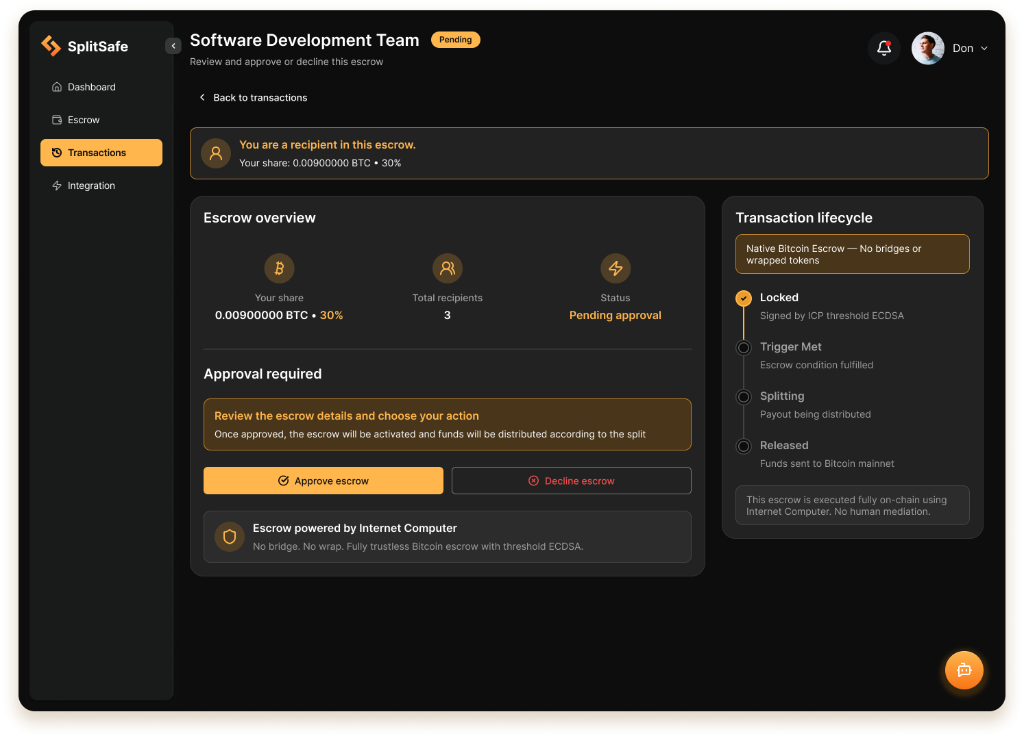 SplitSafe
Dashboard
Escrow
Transactions
Integration
Software Development Team
Pending
Review and approve or decline this escrow
Don
Back to transactions
You are a recipient in this escrow.
Your share: 0.00900000 BTC • 30%
Escrow overview
Your share
0.00900000 BTC • 30%
Total recipients
3
Status
Pending approval
Approval required
Review the escrow details and choose your action
Once approved, the escrow will be activated and funds will be distributed according to the split
Approve escrow
Decline escrow
Escrow powered by Internet Computer
No bridge. No wrap. Fully trustless Bitcoin escrow with threshold ECDSA.
Transaction lifecycle
Native Bitcoin Escrow — No bridges or
wrapped tokens
Locked
Signed by ICP threshold ECDSA
Trigger Met
Escrow condition fulfilled
Splitting
Payout being distributed
Released
Funds sent to Bitcoin mainnet
This escrow is executed fully on-chain using
Internet Computer. No human mediation.